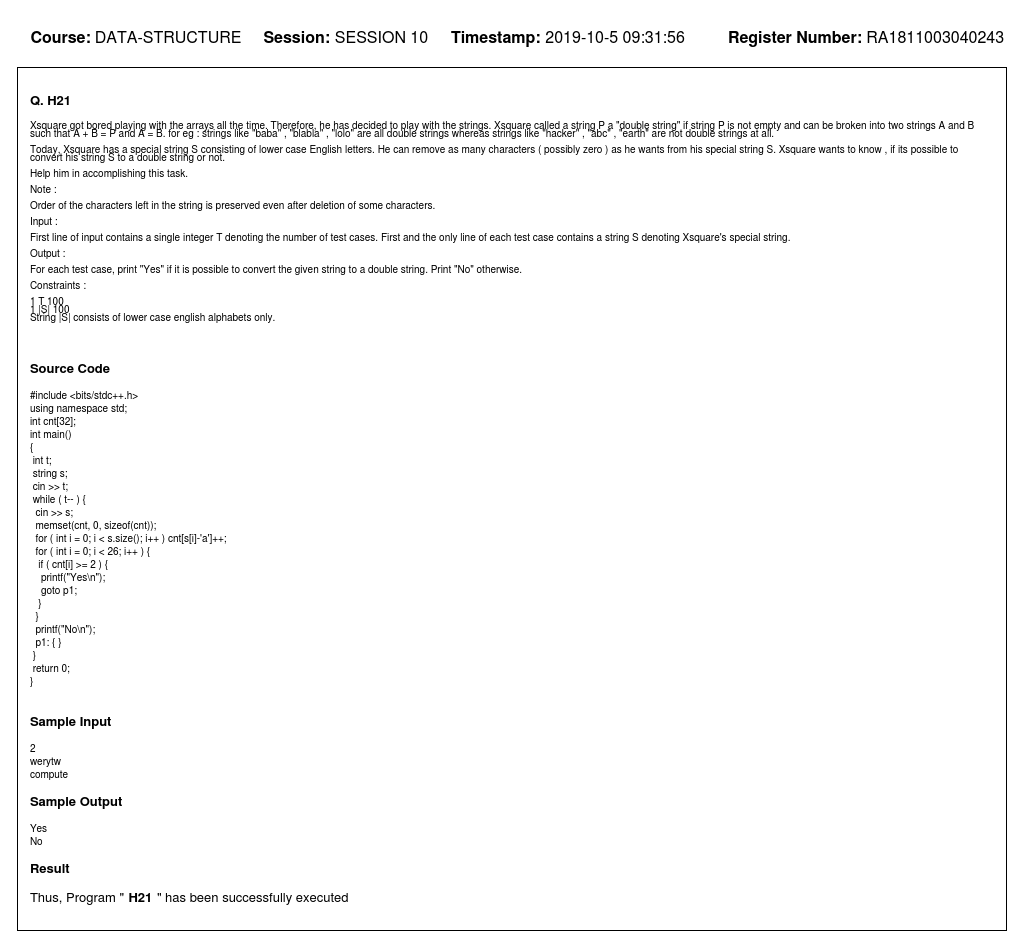 Course: DATA-STRUCTURE Session: SESSION 10 Timestamp: 2019-10-5 09:31:56 Register Number: RA1811003040243
Q. H21
Xsquare got bored playing with the arrays all the time. Therefore, he has decided to play with the strings. Xsquare called a string P a "double string" if string P is not empty and can be broken into two strings A and B
such that A + B = P and A = B. for eg : strings like "baba" , "blabla" , "lolo" are all double strings whereas strings like "hacker" , "abc" , "earth" are not double strings at all.
Today, Xsquare has a special string S consisting of lower case English letters. He can remove as many characters ( possibly zero ) as he wants from his special string S. Xsquare wants to know , if its possible to
convert his string S to a double string or not.
Help him in accomplishing this task.
Note :
Order of the characters left in the string is preserved even after deletion of some characters.
Input :
First line of input contains a single integer T denoting the number of test cases. First and the only line of each test case contains a string S denoting Xsquare's special string.
Output :
For each test case, print "Yes" if it is possible to convert the given string to a double string. Print "No" otherwise.
Constraints :
1 T 100
1 |S| 100
String |S| consists of lower case english alphabets only.
Source Code
#include <bits/stdc++.h>
using namespace std;
int cnt[32];
int main()
{
int t;
string s;
cin >> t;
while ( t-- ) {
cin >> s;
memset(cnt, 0, sizeof(cnt));
for ( int i = 0; i < s.size(); i++ ) cnt[s[i]-'a']++;
for ( int i = 0; i < 26; i++ ) {
if ( cnt[i] >= 2 ) {
printf("Yes\n");
goto p1;
}
}
printf("No\n");
p1: { }
}
return 0;
}
Sample Input
2
werytw
compute
Sample Output
Yes
No
Result
Thus, Program " H21 " has been successfully executed